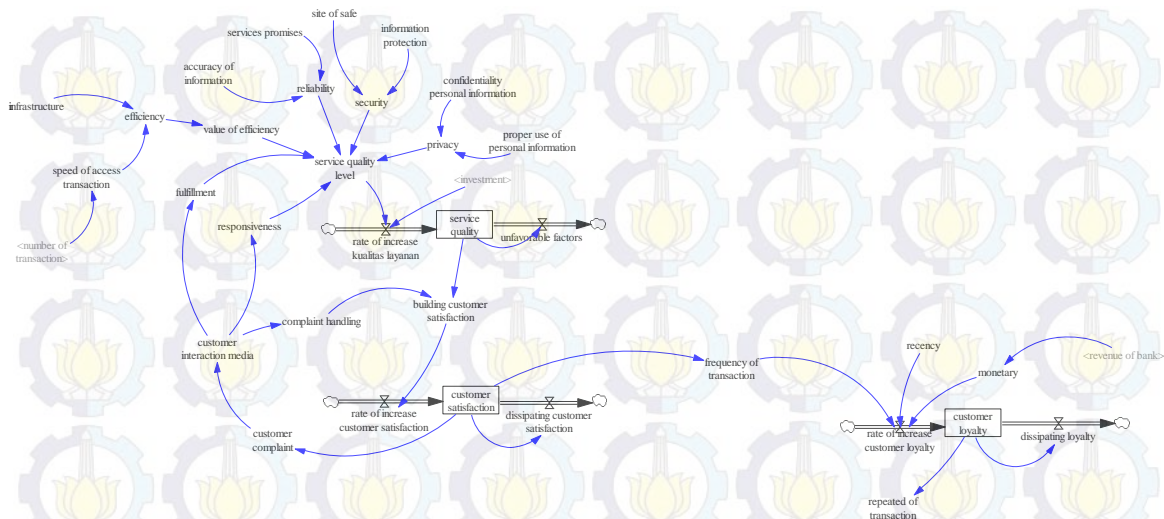 site of safe
services promises
information
protection
accuracy of
information
confidentiality
personal information
infrastructure
reliability
security
efficiency
value of efficiency
privacy
proper use of
personal information
speed of access
transaction
service quality
level
fulfillment
<investment>
responsiveness
service
quality
<number of
transaction>
rate of increase
kualitas layanan
unfavorable factors
building customer
satisfaction
complaint handling
customer
interaction media
frequency of
transaction
recency
<revenue of bank>
monetary
customer
satisfaction
rate of increase
customer satisfaction
dissipating customer
satisfaction
customer
complaint
rate of increase
customer loyalty
customer
loyalty
dissipating loyalty
repeated of
transaction